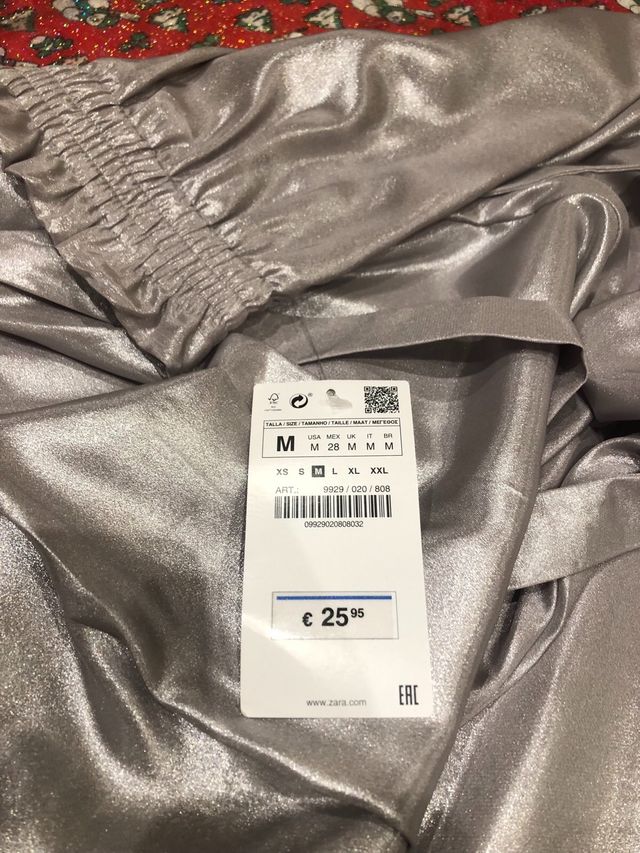 FSC
TALLA / SIZE / TAMANHO / TAILLE / MAAT / ΜΕΓΕΘΟΣ
M USA MEX UK IT BR
M 28 M M M
XS S M L XL XXL
ART.: 9929 / 020 / 808
09929020808032
€ 25 95
www.zara.com
EAC